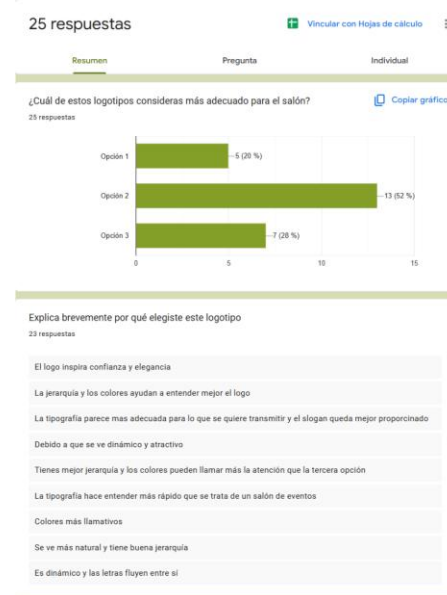 25 respuestas
Vincular con Hojas de cálculo
Resumen
Pregunta
Individual
¿Cuál de estos logotipos consideras más adecuado para el salón?
Copiar gráfico
25 respuestas
Opción 1
5 (20 %)
Opción 2
13 (52 %)
Opción 3
7 (28 %)
0
5
10
15
Explica brevemente por qué elegiste este logotipo
23 respuestas
El logo inspira confianza y elegancia
La jerarquía y los colores ayudan a entender mejor el logo
La tipografía parece mas adecuada para lo que se quiere transmitir y el slogan queda mejor proporcinado
Debido a que se ve dinámico y atractivo
Tienes mejor jerarquía y los colores pueden llamar más la atención que la tercera opción
La tipografía hace entender más rápido que se trata de un salón de eventos
Colores más llamativos
Se ve más natural y tiene buena jerarquía
Es dinámico y las letras fluyen entre sí